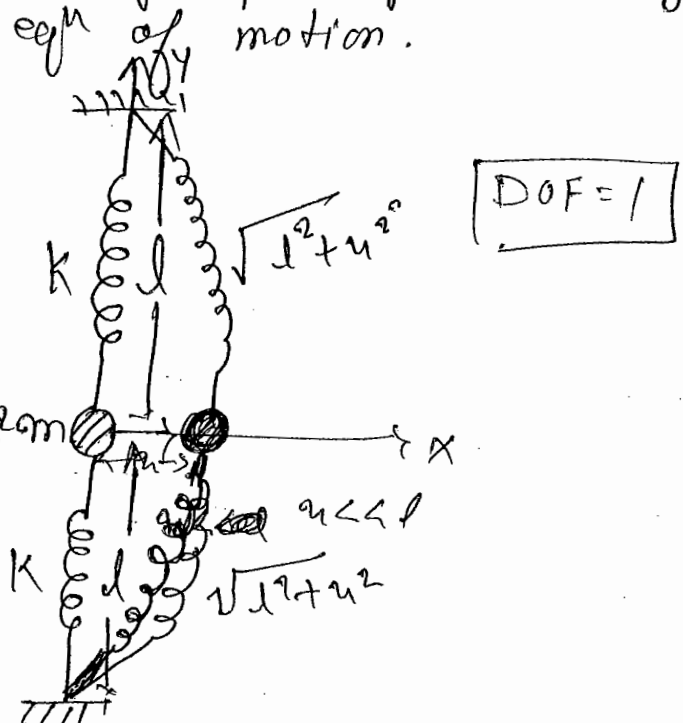 eqⁿ of motion.
Y
DOF = 1
K
l
√l²+x²
2m
x
X
x << l
K
l
√l²+x²